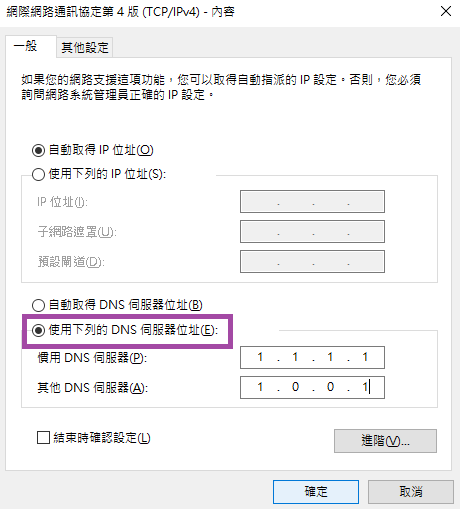 網際網路通訊協定第 4 版 (TCP/IPv4) - 內容
一般
其他設定
如果您的網路支援這項功能，您可以取得自動指派的 IP 設定。否則，您必須
詢問網路系統管理員正確的 IP 設定。
自動取得 IP 位址(O)
使用下列的 IP 位址(S):
IP 位址(I):
. . .
子網路遮罩(U):
. . .
預設閘道(D):
. . .
自動取得 DNS 伺服器位址(B)
使用下列的 DNS 伺服器位址(E):
慣用 DNS 伺服器(P):
1 . 1 . 1 . 1
其他 DNS 伺服器(A):
1 . 0 . 0 . 1
結束時確認設定(L)
進階(V)...
確定
取消